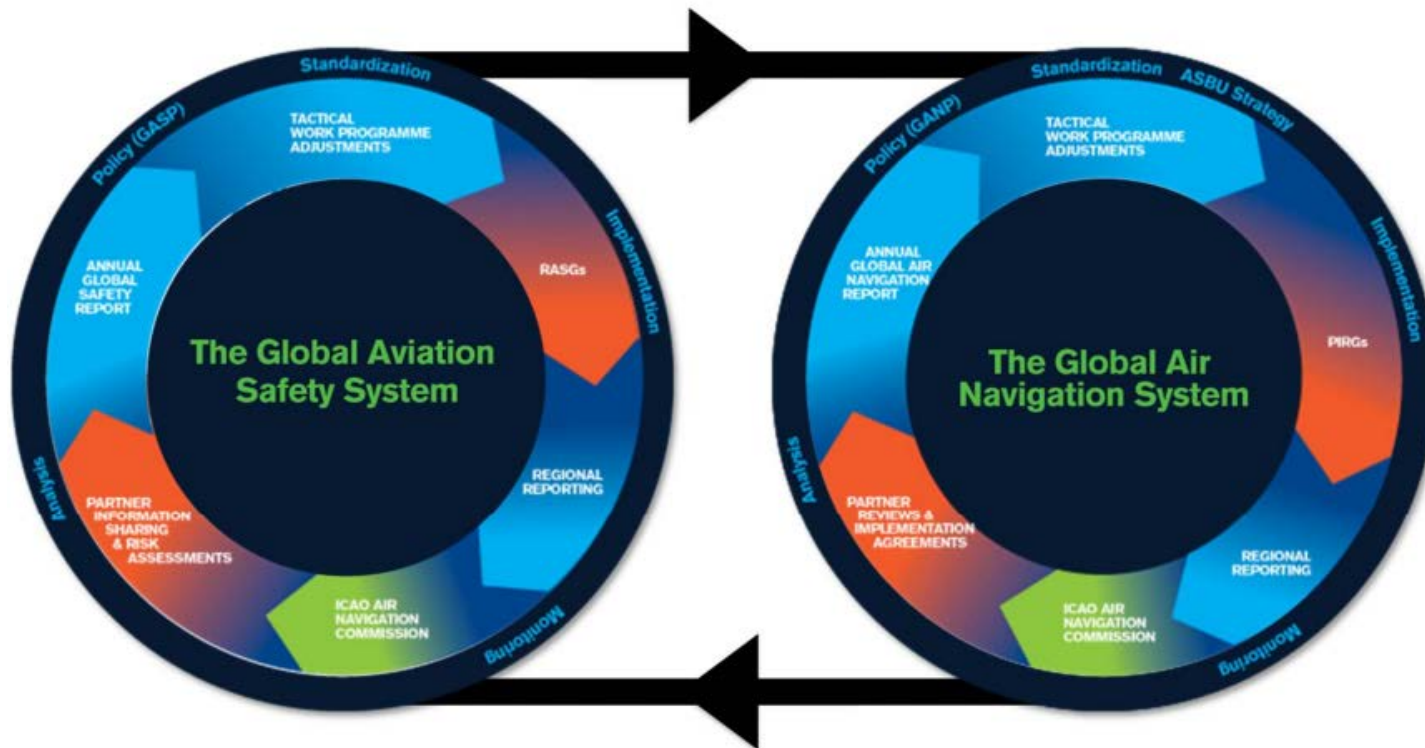 Standardization
Policy (GASP)
TACTICAL
WORK PROGRAMME
ADJUSTMENTS
Implementation
RASGs
ANNUAL
GLOBAL
SAFETY
REPORT
The Global Aviation
Safety System
REGIONAL
REPORTING
Analysis
PARTNER
INFORMATION
SHARING
& RISK
ASSESSMENTS
ICAO AIR
NAVIGATION
COMMISSION
Monitoring
Standardization
ASBU Strategy
Policy (GANP)
TACTICAL
WORK PROGRAMME
ADJUSTMENTS
Implementation
PIRGs
ANNUAL
GLOBAL AIR
NAVIGATION
REPORT
The Global Air
Navigation System
Analysis
PARTNER
REVIEWS &
IMPLEMENTATION
AGREEMENTS
REGIONAL
REPORTING
ICAO AIR
NAVIGATION
COMMISSION
Monitoring